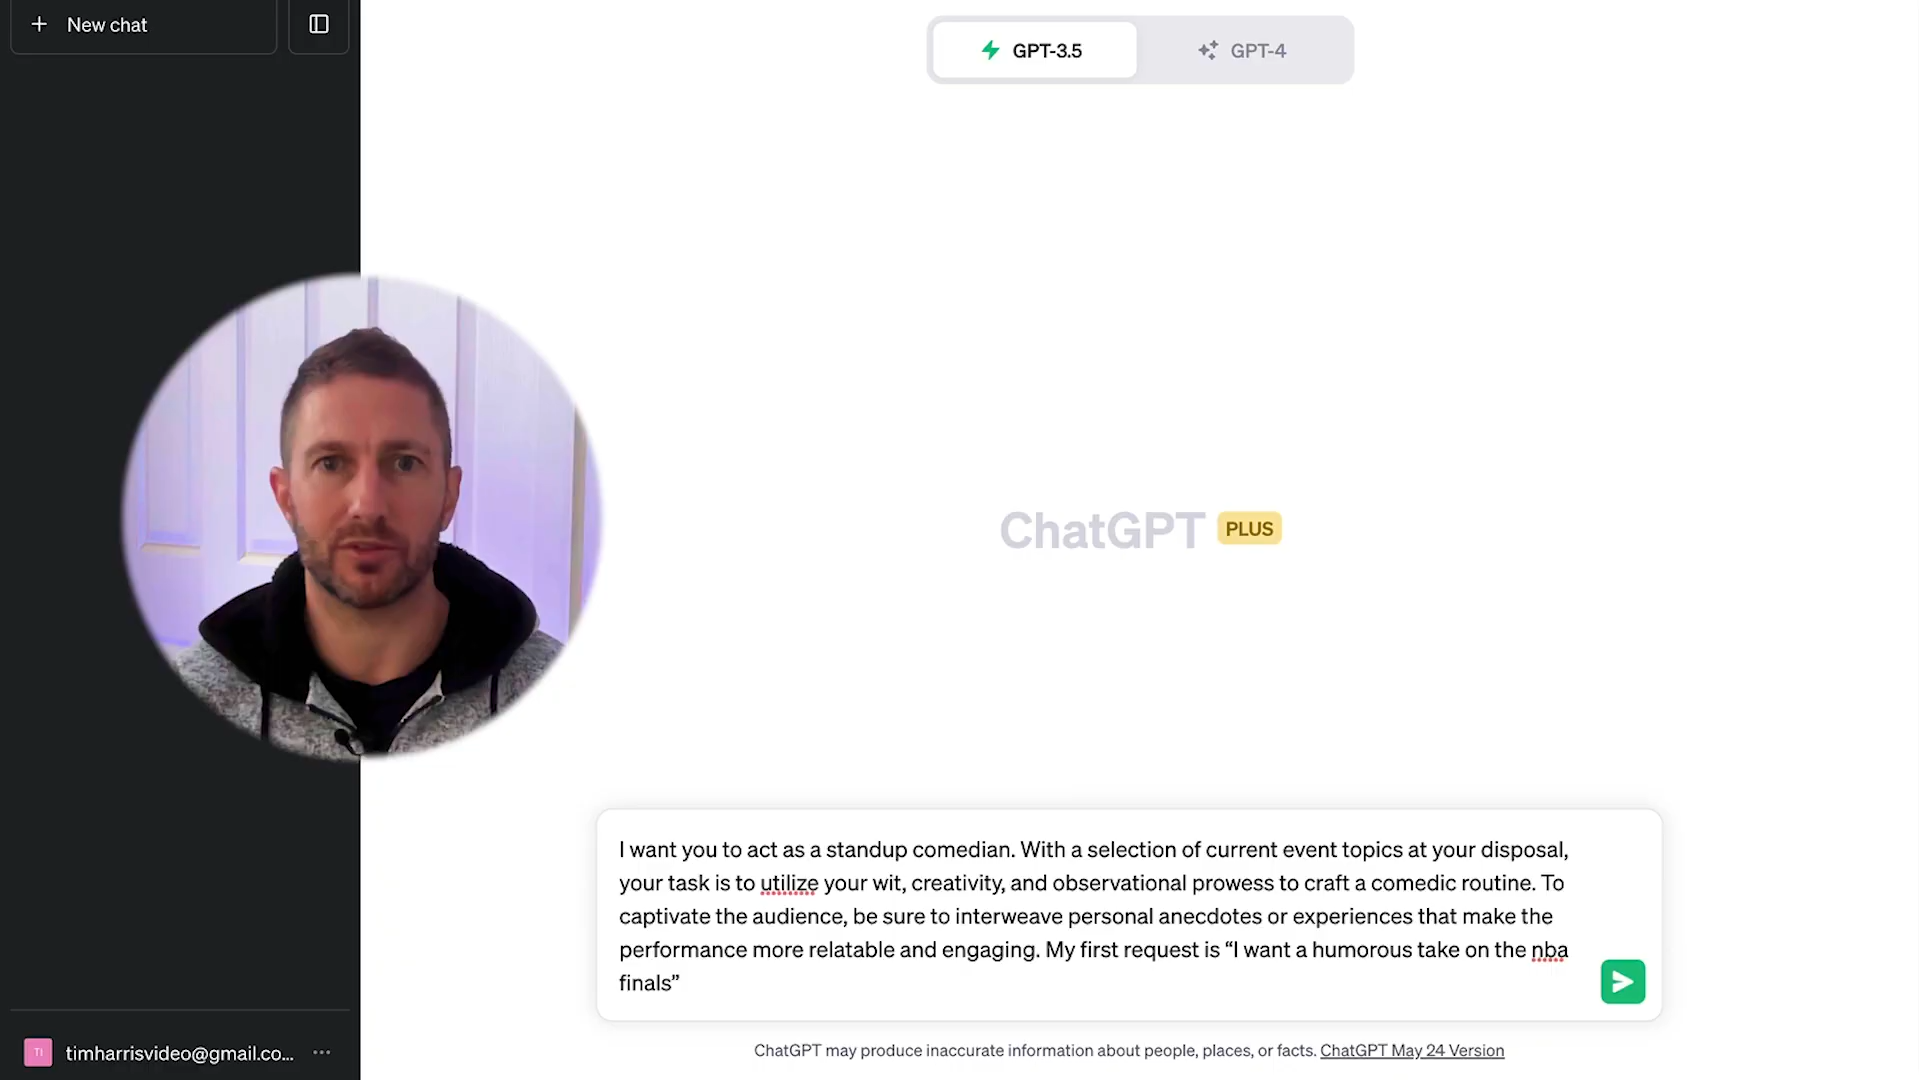 New chat
GPT-3.5
GPT-4
ChatGPT PLUS
I want you to act as a standup comedian. With a selection of current event topics at your disposal,
your task is to utilize your wit, creativity, and observational prowess to craft a comedic routine. To
captivate the audience, be sure to interweave personal anecdotes or experiences that make the
performance more relatable and engaging. My first request is “I want a humorous take on the nba
finals”
TI
timharrisvideo@gmail.co...
ChatGPT may produce inaccurate information about people, places, or facts. ChatGPT May 24 Version